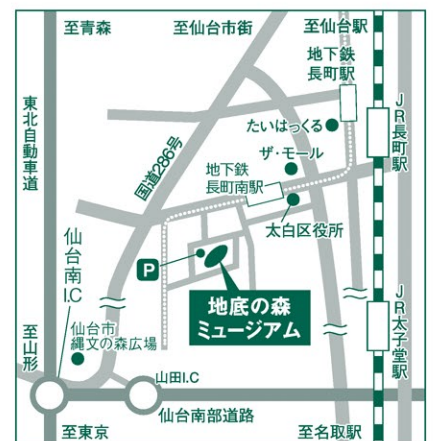 至青森
至仙台市街
至仙台駅
地下鉄
長町駅
東北自動車道
国道286号
たいはっくる
JR長町駅
ザ・モール
地下鉄
長町南駅
太白区役所
仙台南I.C
P
地底の森
ミュージアム
JR太子堂駅
仙台市
縄文の森広場
至山形
山田I.C
仙台南部道路
至東京
至名取駅